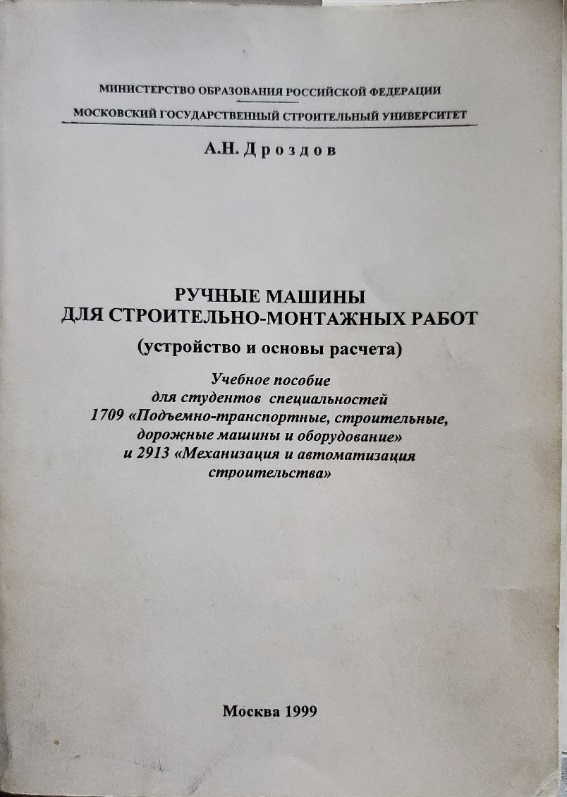 МИНИСТЕРСТВО ОБРАЗОВАНИЯ РОССИЙСКОЙ ФЕДЕРАЦИИ
МОСКОВСКИЙ ГОСУДАРСТВЕННЫЙ СТРОИТЕЛЬНЫЙ УНИВЕРСИТЕТ
А.Н. Д р о з д о в
РУЧНЫЕ МАШИНЫ
ДЛЯ СТРОИТЕЛЬНО-МОНТАЖНЫХ РАБОТ
(устройство и основы расчета)
Учебное пособие
для студентов специальностей
1709 «Подъемно-транспортные, строительные,
дорожные машины и оборудование»
и 2913 «Механизация и автоматизация
строительства»
Москва 1999